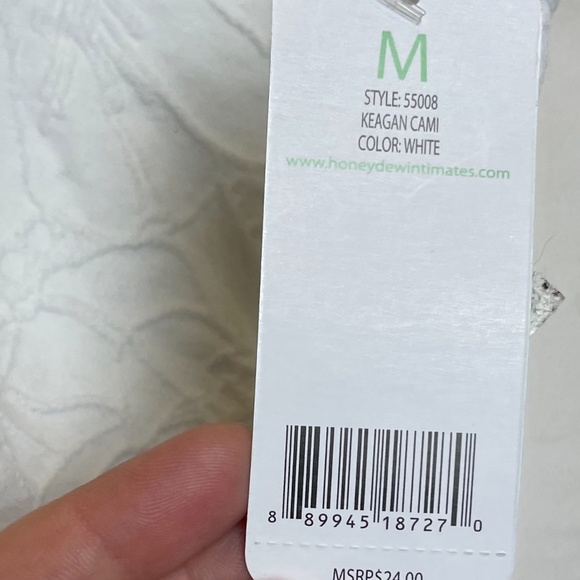 M
STYLE: 55008
KEAGAN CAMI
COLOR: WHITE
www.honeydewintimates.com
8 89945 18727 0
MSRP$24.00